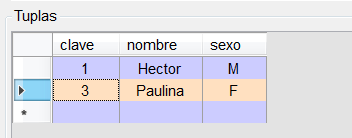 Tuplas
clave nombre sexo
1 Hector M
3 Paulina F
*